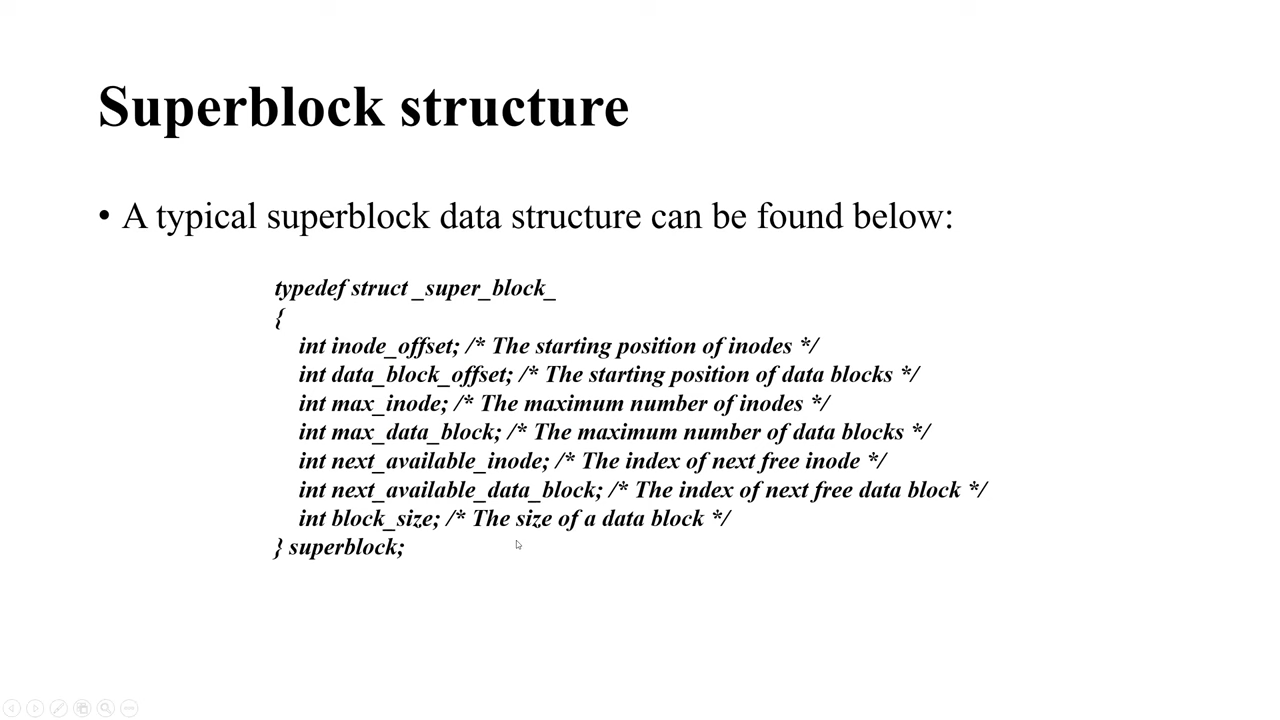 Superblock structure
• A typical superblock data structure can be found below:
typedef struct _super_block_
{
int inode_offset; /* The starting position of inodes */
int data_block_offset; /* The starting position of data blocks */
int max_inode; /* The maximum number of inodes */
int max_data_block; /* The maximum number of data blocks */
int next_available_inode; /* The index of next free inode */
int next_available_data_block; /* The index of next free data block */
int block_size; /* The size of a data block */
} superblock;